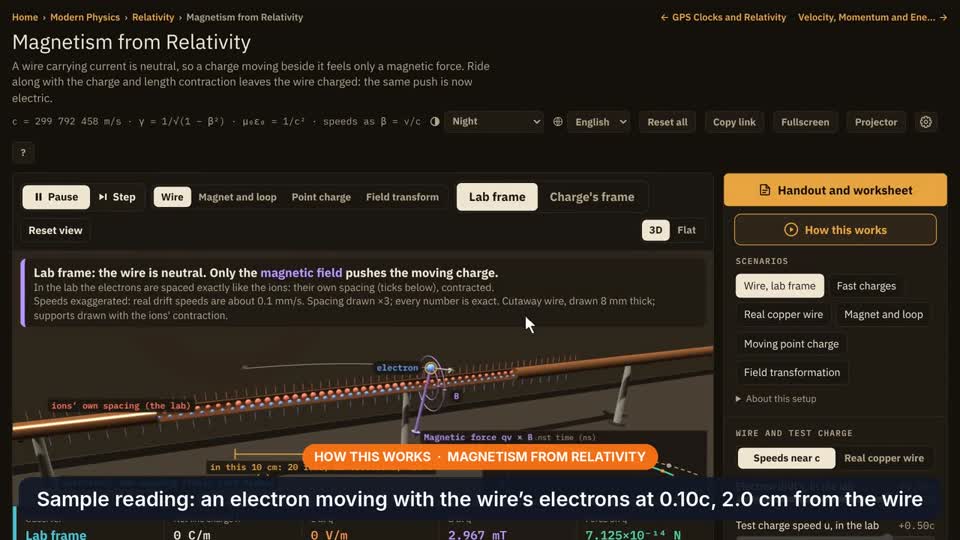 Home › Modern Physics › Relativity › Magnetism from Relativity
← GPS Clocks and Relativity Velocity, Momentum and Ene... →
Magnetism from Relativity
A wire carrying current is neutral, so a charge moving beside it feels only a magnetic force. Ride
along with the charge and length contraction leaves the wire charged: the same push is now
electric.
c = 299 792 458 m/s · γ = 1/√(1 − β²) · μ₀ε₀ = 1/c² · speeds as β = v/c
Night English Reset all Copy link Fullscreen Projector
?
Pause Step Wire Magnet and loop Point charge Field transform Lab frame Charge's frame
Reset view 3D Flat
Handout and worksheet
How this works
Lab frame: the wire is neutral. Only the magnetic field pushes the moving charge.
In the lab the electrons are spaced exactly like the ions: their own spacing (ticks below), contracted.
Speeds exaggerated: real drift speeds are about 0.1 mm/s. Spacing drawn ×3; every number is exact. Cutaway wire, drawn 8 mm thick;
supports drawn with the ions' contraction.
SCENARIOS
Wire, lab frame Fast charges
Real copper wire Magnet and loop
Moving point charge
Field transformation
About this setup
electron
B
ions’ own spacing (the lab)
Magnetic force qv × B
in this 10 cm: 20
HOW THIS WORKS · MAGNETISM FROM RELATIVITY
WIRE AND TEST CHARGE
Speeds near c Real copper wire
Sample reading: an electron moving with the wire’s electrons at 0.10c, 2.0 cm from the wire
Test charge speed u, in the lab +0.50c
Lab frame 0 C/m 0 V/m 2.967 mT 7.125×10⁻¹⁴ N